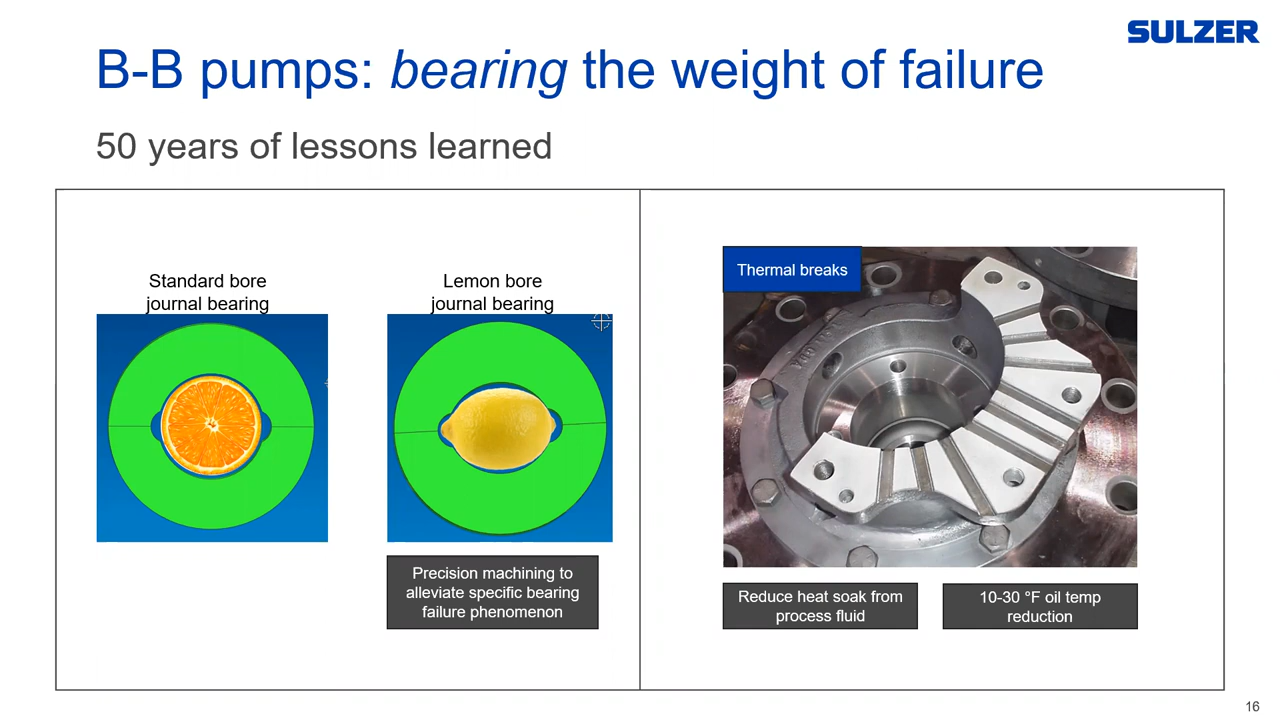 SULZER
B-B pumps: bearing the weight of failure
50 years of lessons learned
Standard bore
journal bearing
Lemon bore
journal bearing
Precision machining to
alleviate specific bearing
failure phenomenon
Thermal breaks
Reduce heat soak from
process fluid
10-30 °F oil temp
reduction
16